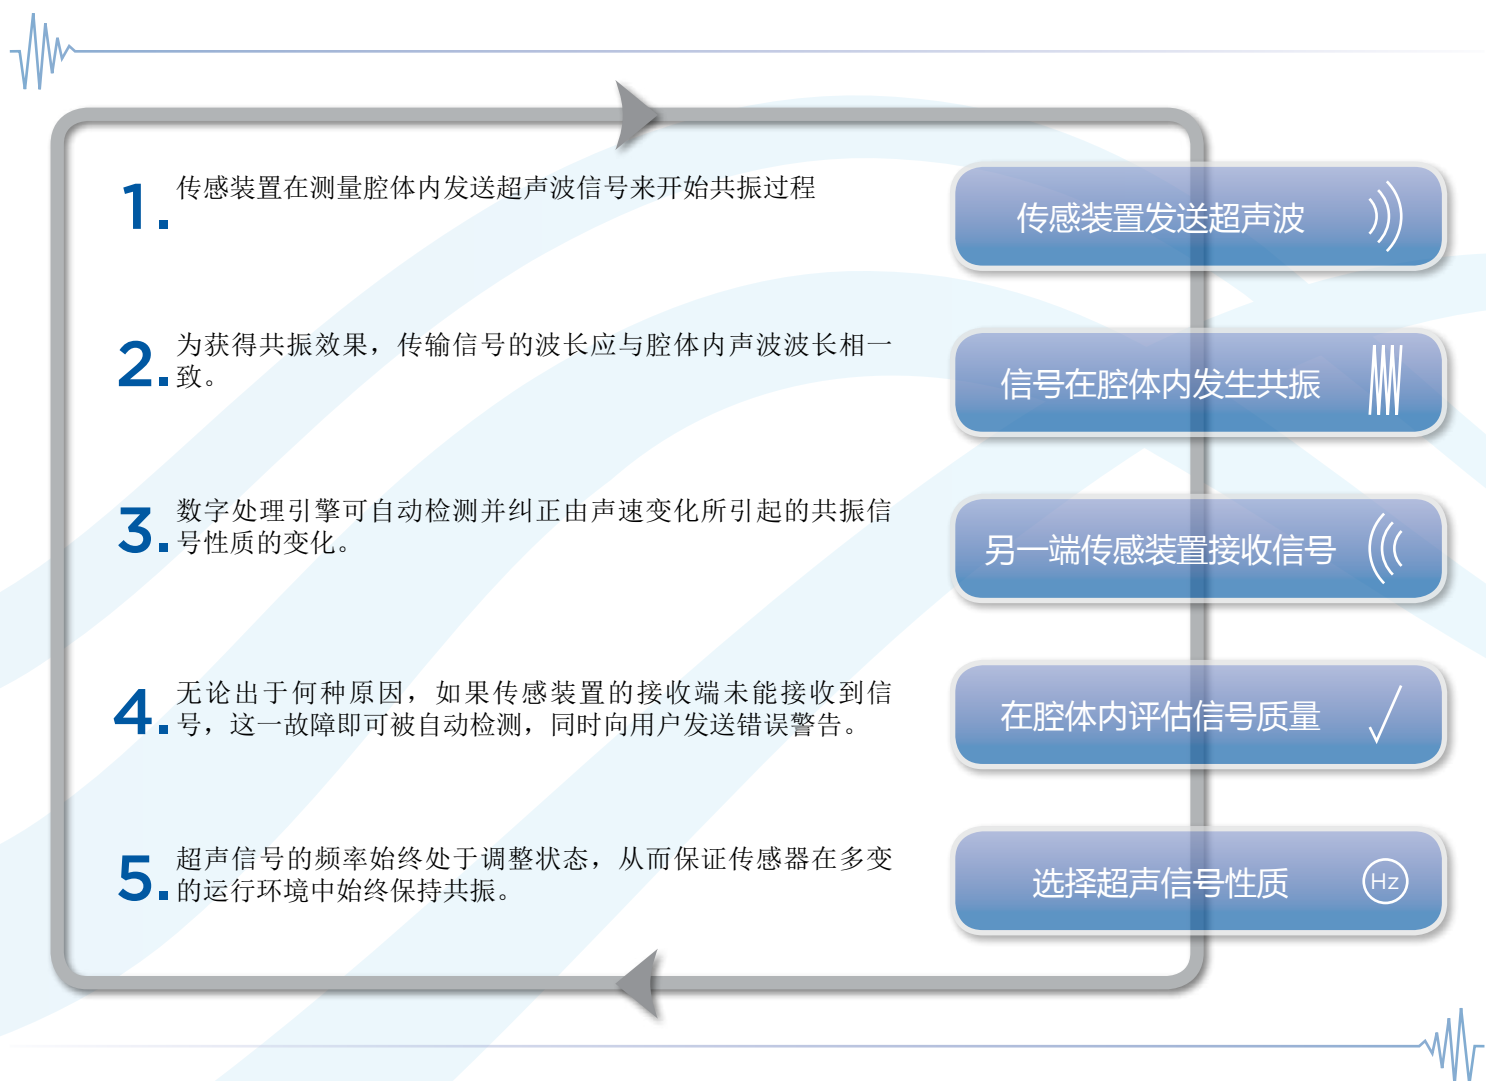 1. 传感装置在测量腔体内发送超声波信号来开始共振过程
传感装置发送超声波
2. 为获得共振效果，传输信号的波长应与腔体内声波波长相一
致。
信号在腔体内发生共振
3. 数字处理引擎可自动检测并纠正由声速变化所引起的共振信
号性质的变化。
另一端传感装置接收信号
4. 无论出于何种原因，如果传感装置的接收端未能接收到信
号，这一故障即可被自动检测，同时向用户发送错误警告。
在腔体内评估信号质量
5. 超声信号的频率始终处于调整状态，从而保证传感器在多变
的运行环境中始终保持共振。
选择超声信号性质
Hz